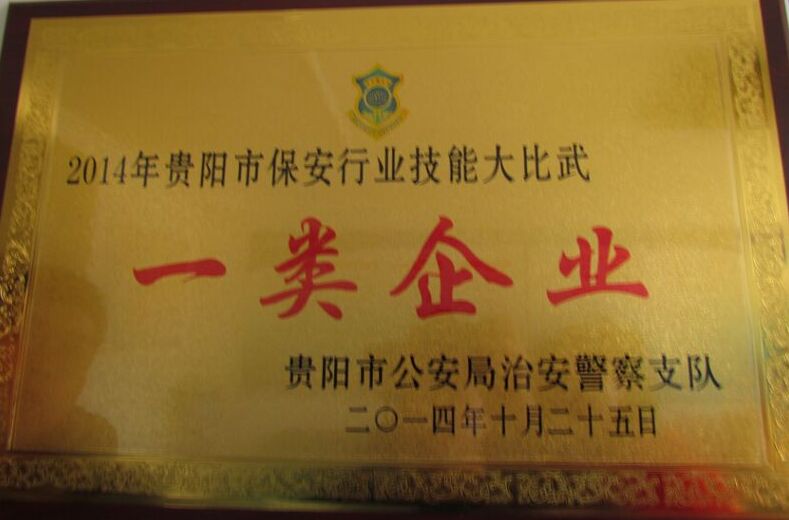 2014年贵阳市保安行业技能大比武
一类企业
贵阳市公安局治安警察支队
二〇一四年十月二十五日